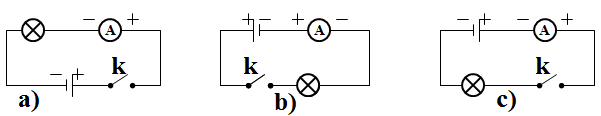 − A +
− + k
a)
+ − + A −
k
b)
− + − A +
k
c)